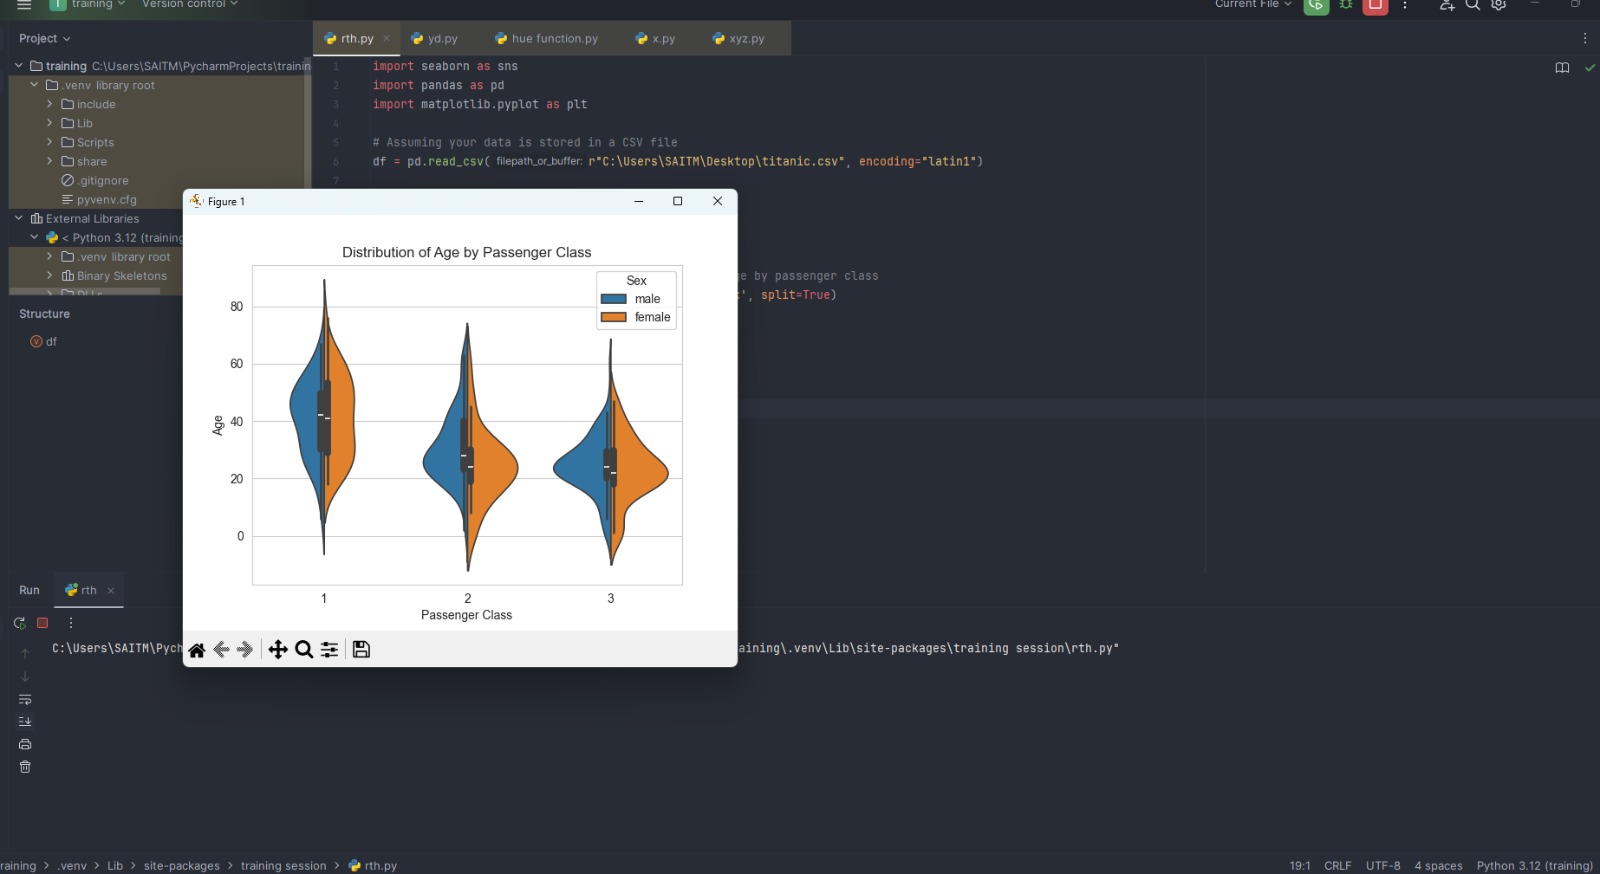 training
Version control
Current File
Project
rth.py
yd.py
hue function.py
x.py
xyz.py
training C:\Users\SAITM\PycharmProjects\trainin
.venv library root
include
Lib
Scripts
share
.gitignore
pyvenv.cfg
External Libraries
< Python 3.12 (training
.venv library root
Binary Skeletons
Structure
df
1 import seaborn as sns
2 import pandas as pd
3 import matplotlib.pyplot as plt
4
5 # Assuming your data is stored in a CSV file
6 df = pd.read_csv( filepath_or_buffer: r"C:\Users\SAITM\Desktop\titanic.csv", encoding="latin1")
7
e by passenger class
', split=True)
Figure 1
Distribution of Age by Passenger Class
Sex
male
female
80
60
40
20
0
Age
1 2 3
Passenger Class
Run
rth
C:\Users\SAITM\Pych
aining\.venv\Lib\site-packages\training session\rth.py"
raining > .venv > Lib > site-packages > training session > rth.py
19:1 CRLF UTF-8 4 spaces Python 3.12 (training)